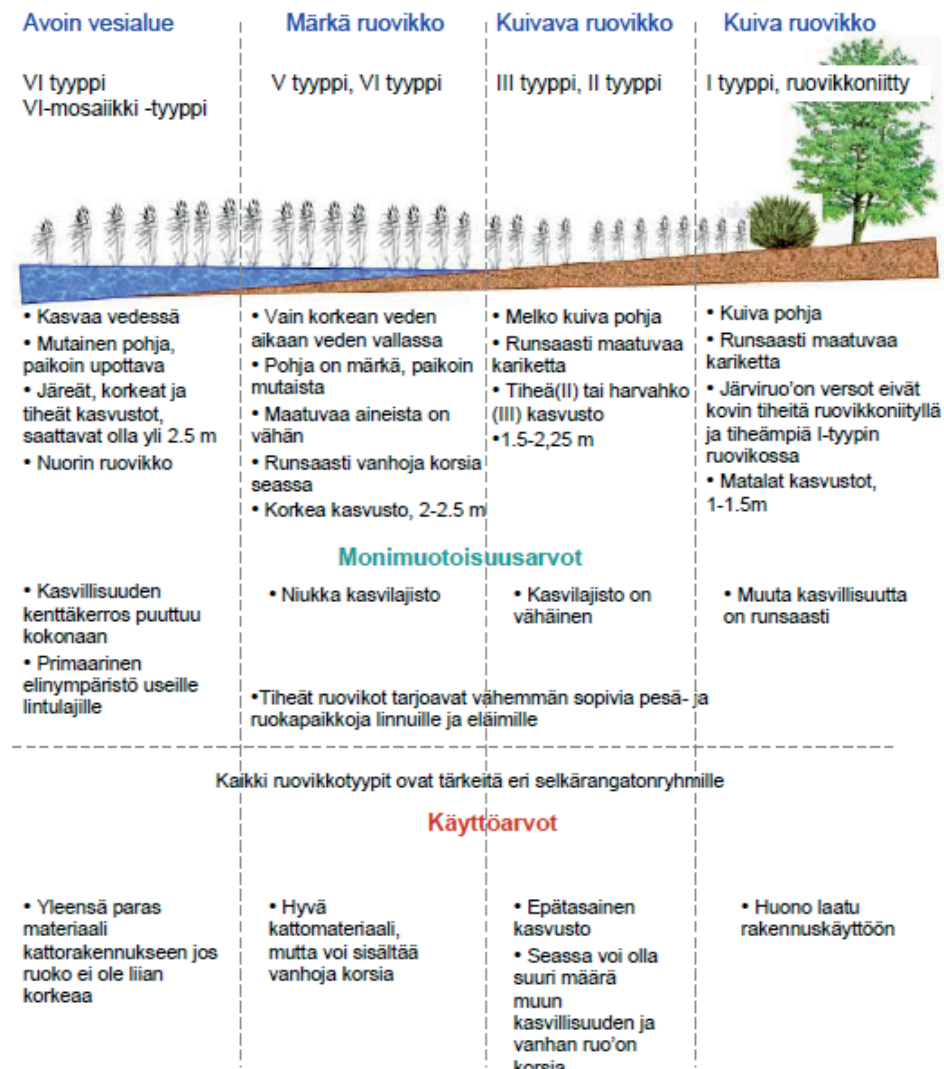 Avoin vesialue
VI tyyppi
VI-mosaiikki -tyyppi
Märkä ruovikko
V tyyppi, VI tyyppi
Kuivava ruovikko
III tyyppi, II tyyppi
Kuiva ruovikko
I tyyppi, ruovikkoniitty
• Kasvaa vedessä
• Mutainen pohja,
paikoin upottava
• Järeät, korkeat ja
tiheät kasvustot,
saattavat olla yli 2.5 m
• Nuorin ruovikko
• Vain korkean veden
aikaan veden vallassa
• Pohja on märkä, paikoin
mutaista
• Maatuvaa aineista on
vähän
• Runsaasti vanhoja korsia
seassa
• Korkea kasvusto, 2-2.5 m
• Melko kuiva pohja
• Runsaasti maatuvaa
kariketta
• Tiheä(II) tai harvahko
(III) kasvusto
•1.5-2,25 m
• Kuiva pohja
• Runsaasti maatuvaa
kariketta
• Järviruo'on versot eivät
kovin tiheitä ruovikkoniityllä
ja tiheämpiä I-tyypin
ruovikossa
• Matalat kasvustot,
1-1.5m
Monimuotoisuusarvot
• Kasvillisuuden
kenttäkerros puuttuu
kokonaan
• Primaarinen
elinympäristö useille
lintulajille
• Niukka kasvilajisto
• Kasvilajisto on
vähäinen
• Muuta kasvillisuutta
on runsaasti
•Tiheät ruovikot tarjoavat vähemmän sopivia pesä- ja
ruokapaikkoja linnuille ja eläimille
Kaikki ruovikkotyypit ovat tärkeitä eri selkärangatonryhmille
Käyttöarvot
• Yleensä paras
materiaali
kattorakennukseen jos
ruoko ei ole liian
korkeaa
• Hyvä
kattomateriaali,
mutta voi sisältää
vanhoja korsia
• Epätasainen
kasvusto
• Seassa voi olla
suuri määrä
muun
kasvillisuuden ja
vanhan ruo'on
korsia
• Huono laatu
rakennuskäyttöön